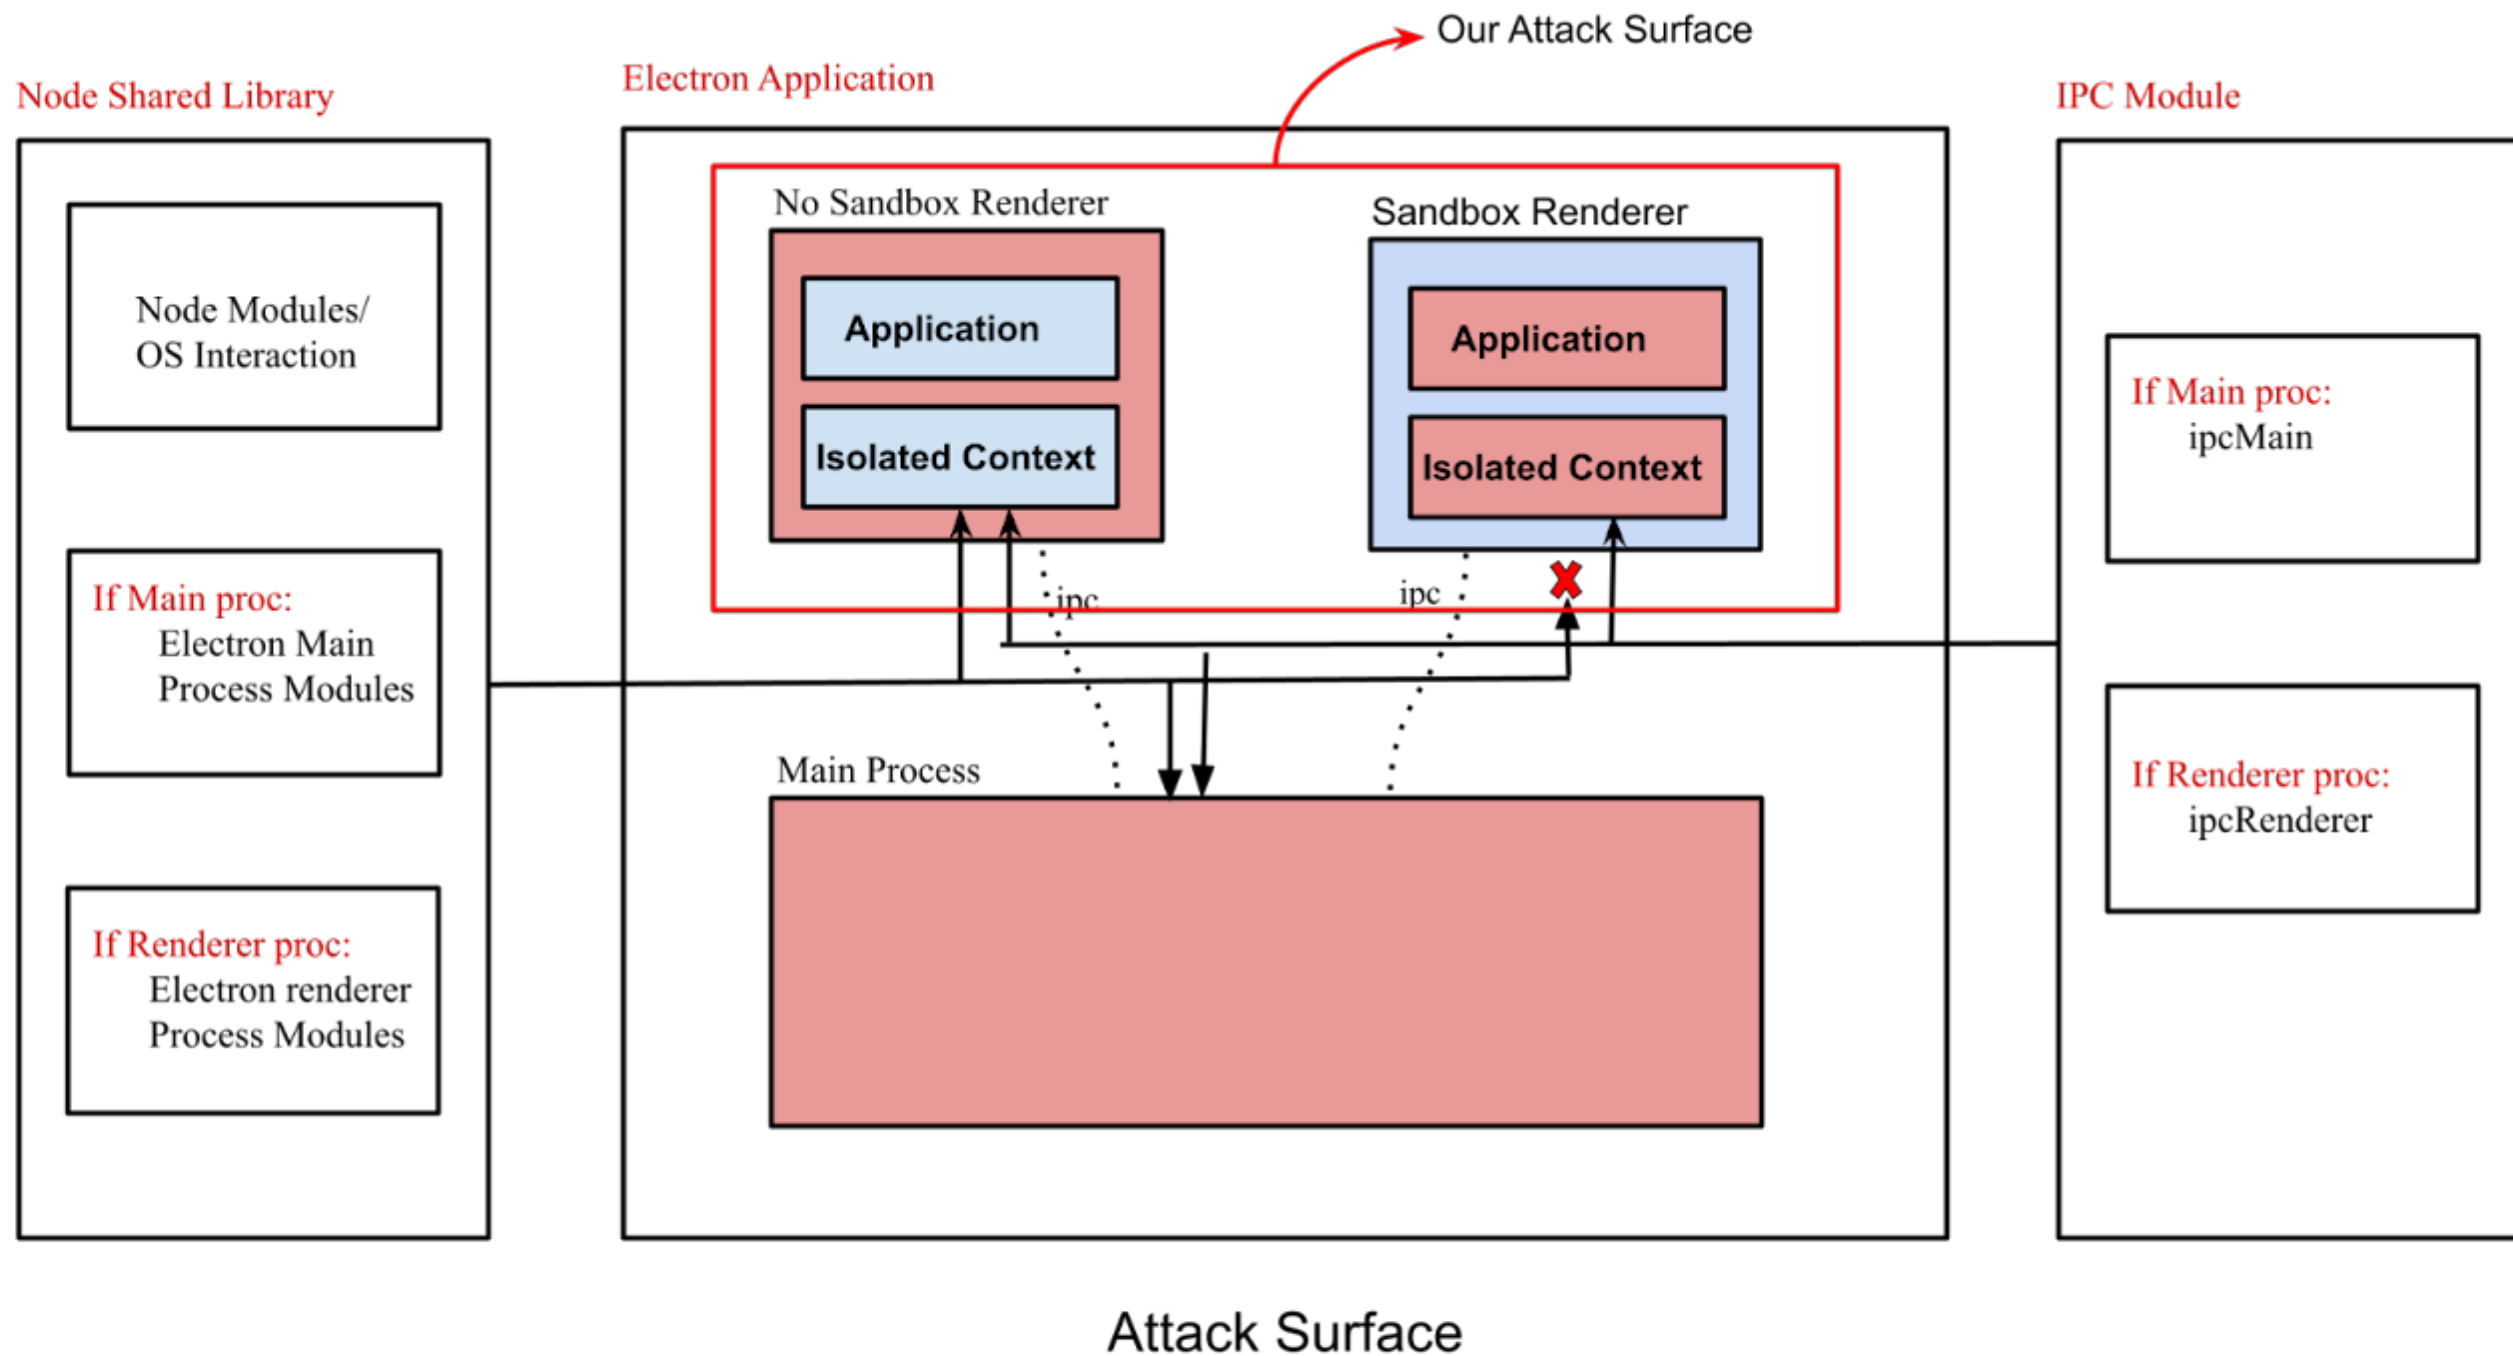 Our Attack Surface
Node Shared Library
Node Modules/
OS Interaction
If Main proc:
Electron Main
Process Modules
If Renderer proc:
Electron renderer
Process Modules
Electron Application
No Sandbox Renderer
Application
Isolated Context
Sandbox Renderer
Application
Isolated Context
ipc
ipc
Main Process
IPC Module
If Main proc:
ipcMain
If Renderer proc:
ipcRenderer
Attack Surface